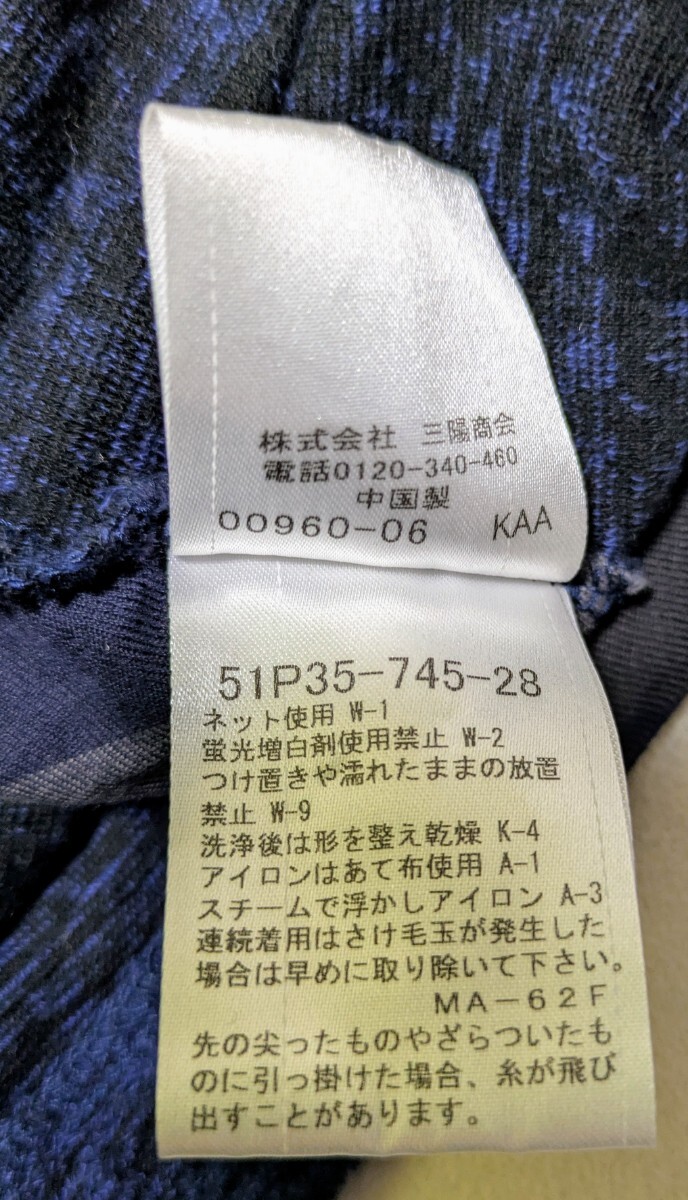 株式会社 三陽商会
電話0120-340-460
中国製
00960-06 KAA
51P35-745-28
ネット使用 W-1
蛍光増白剤使用禁止 W-2
つけ置きや濡れたままの放置
禁止 W-9
洗浄後は形を整え乾燥 K-4
アイロンはあて布使用 A-1
スチームで浮かしアイロン A-3
連続着用はさけ毛玉が発生した
場合は早めに取り除いて下さい。
MA-62F
先の尖ったものやざらついたも
のに引っ掛けた場合、糸が飛び
出すことがあります。